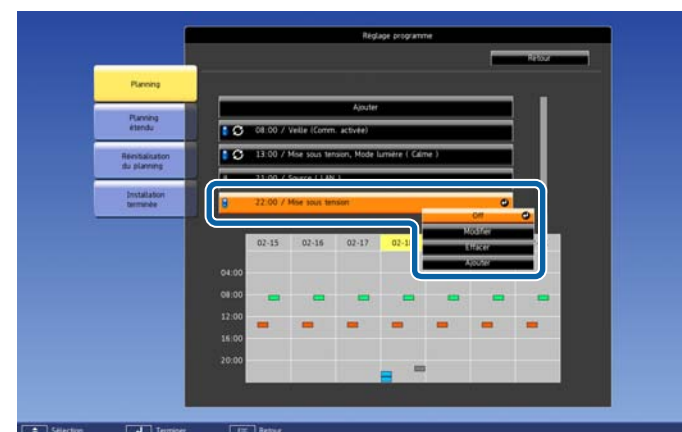 Réglage programme
Retour
Planning
Planning
étendu
Réinitialisation
du planning
Installation
terminée
Ajouter
08:00 / Veille (Comm. activée)
13:00 / Mise sous tension, Mode lumière ( Calme )
21:00 / Source ( LAN )
22:00 / Mise sous tension
Off
Modifier
Effacer
Ajouter
02-15 02-16 02-17
04:00
08:00
12:00
16:00
20:00
Sélection Terminer Retour